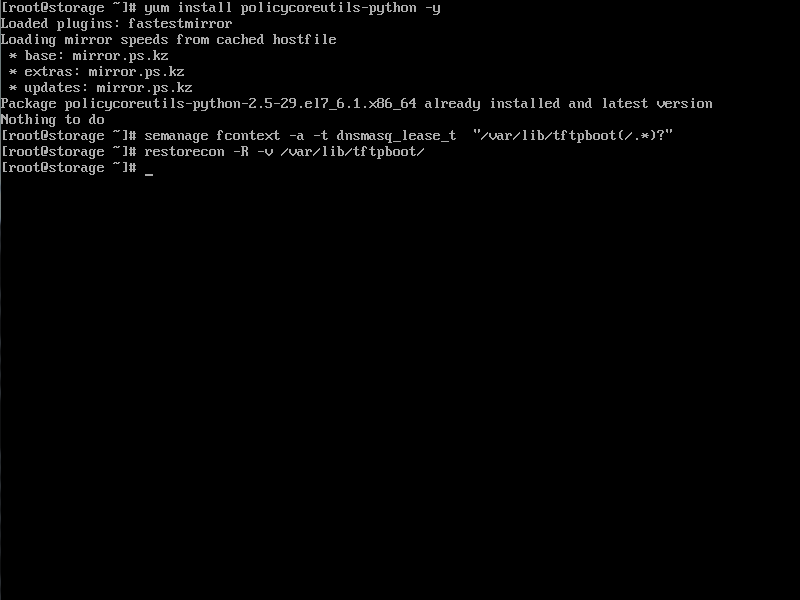 [root@storage ~]# yum install policycoreutils-python -y
Loaded plugins: fastestmirror
Loading mirror speeds from cached hostfile
 * base: mirror.ps.kz
 * extras: mirror.ps.kz
 * updates: mirror.ps.kz
Package policycoreutils-python-2.5-29.el7_6.1.x86_64 already installed and latest version
Nothing to do
[root@storage ~]# semanage fcontext -a -t dnsmasq_lease_t  "/var/lib/tftpboot(/.*)?"
[root@storage ~]# restorecon -R -v /var/lib/tftpboot/
[root@storage ~]# _